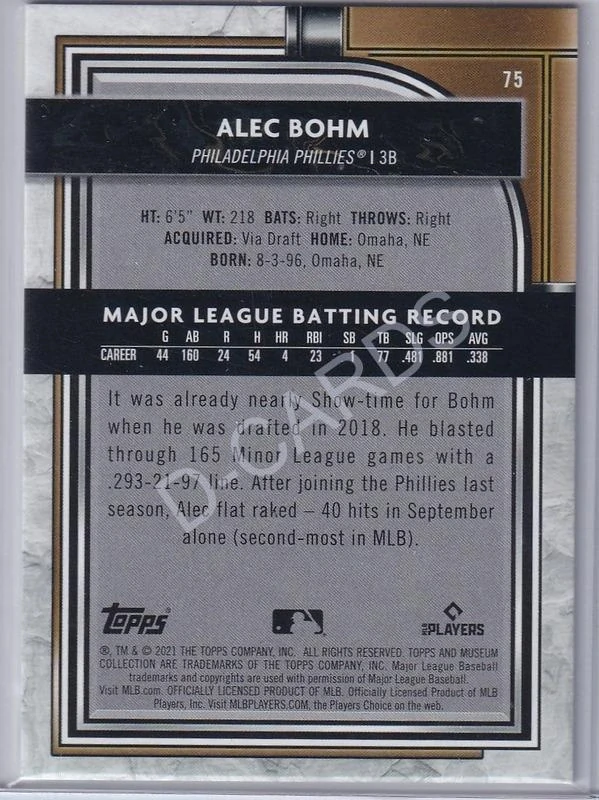 75
ALEC BOHM
PHILADELPHIA PHILLIES® | 3B
HT: 6'5" WT: 218 BATS: Right THROWS: Right
ACQUIRED: Via Draft HOME: Omaha, NE
BORN: 8-3-96, Omaha, NE
MAJOR LEAGUE BATTING RECORD
G AB R H HR RBI SB TB SLG OPS AVG
CAREER 44 160 24 54 4 23 1 77 .481 .881 .338
It was already nearly Show-time for Bohm
when he was drafted in 2018. He blasted
through 165 Minor League games with a
.293-21-97 line. After joining the Phillies last
season, Alec flat raked – 40 hits in September
alone (second-most in MLB).
D-CARDS
Topps®
MLB PLAYERS
®, TM & © 2021 THE TOPPS COMPANY, INC. ALL RIGHTS RESERVED. TOPPS AND MUSEUM
COLLECTION ARE TRADEMARKS OF THE TOPPS COMPANY, INC. Major League Baseball
trademarks and copyrights are used with permission of Major League Baseball.
Visit MLB.com. OFFICIALLY LICENSED PRODUCT OF MLB. Officially Licensed Product of MLB
Players, Inc. Visit MLBPLAYERS.COM, the Players Choice on the web.